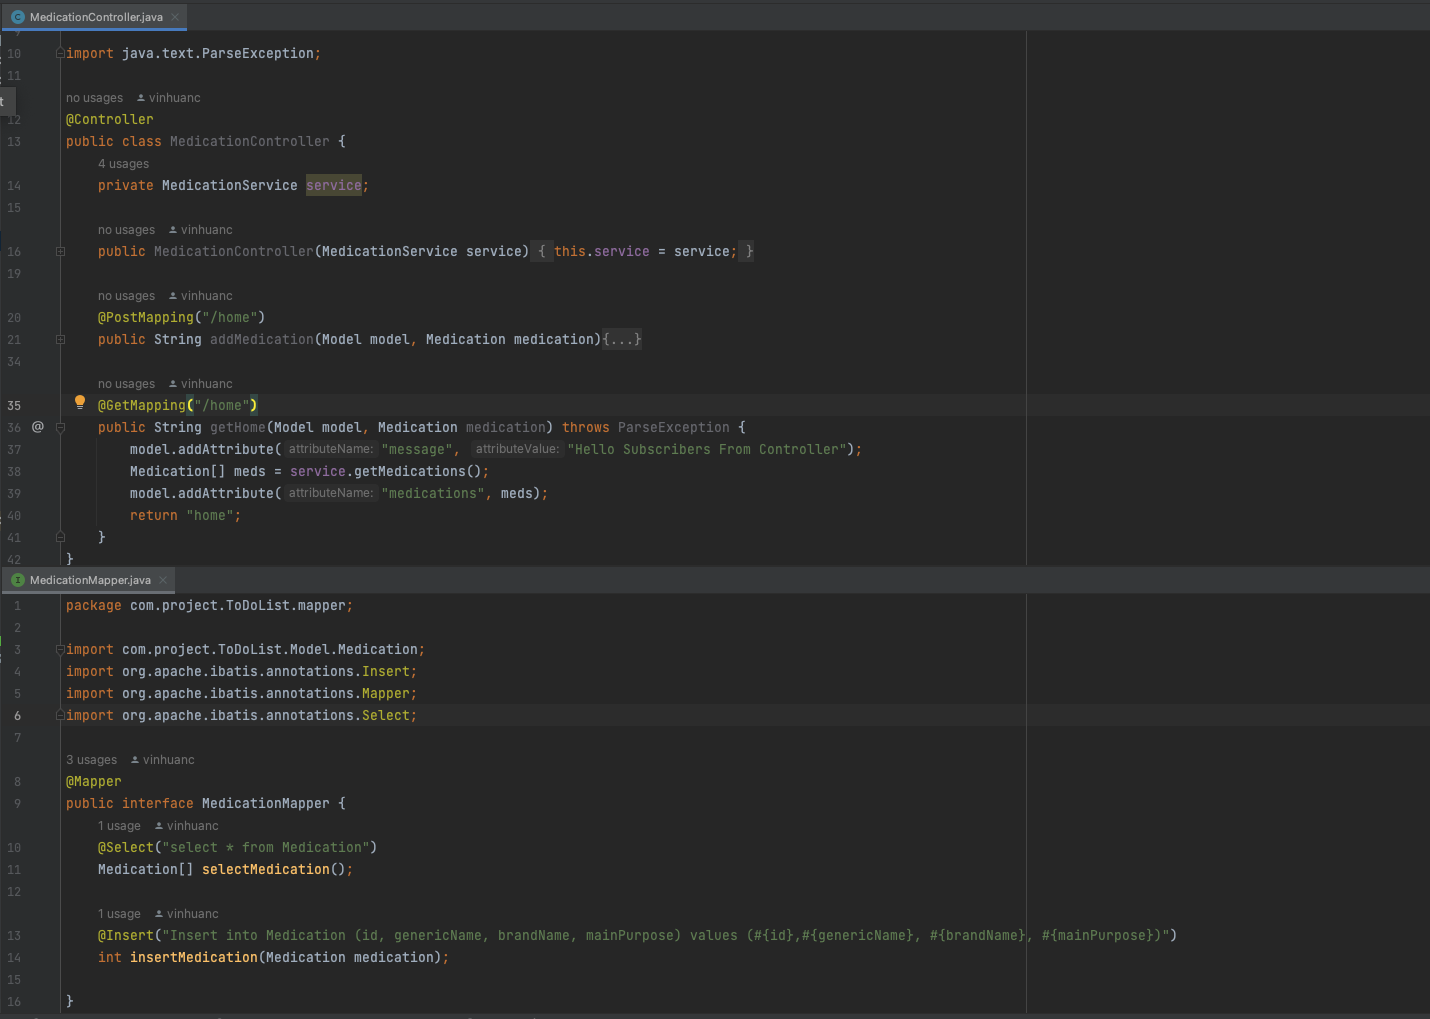 MedicationController.java
9
10 import java.text.ParseException;
11
no usages vinhuanc
t
12 @Controller
13 public class MedicationController {
4 usages
14 private MedicationService service;
15
no usages vinhuanc
16 public MedicationController(MedicationService service) { this.service = service; }
19
no usages vinhuanc
20 @PostMapping("/home")
21 public String addMedication(Model model, Medication medication){...}
34
no usages vinhuanc
35 @GetMapping("/home")
36 @ public String getHome(Model model, Medication medication) throws ParseException {
37 model.addAttribute( attributeName: "message", attributeValue: "Hello Subscribers From Controller");
38 Medication[] meds = service.getMedications();
39 model.addAttribute( attributeName: "medications", meds);
40 return "home";
41 }
42 }
MedicationMapper.java
1 package com.project.ToDoList.mapper;
2
3 import com.project.ToDoList.Model.Medication;
4 import org.apache.ibatis.annotations.Insert;
5 import org.apache.ibatis.annotations.Mapper;
6 import org.apache.ibatis.annotations.Select;
7
3 usages vinhuanc
8 @Mapper
9 public interface MedicationMapper {
1 usage vinhuanc
10 @Select("select * from Medication")
11 Medication[] selectMedication();
12
1 usage vinhuanc
13 @Insert("Insert into Medication (id, genericName, brandName, mainPurpose) values (#{id},#{genericName}, #{brandName}, #{mainPurpose})")
14 int insertMedication(Medication medication);
15
16 }